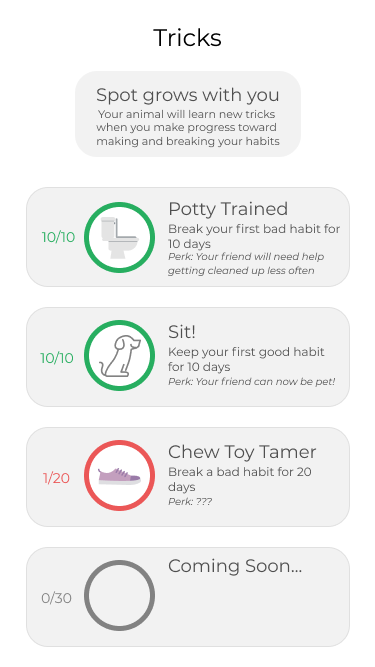 Tricks
Spot grows with you
Your animal will learn new tricks
when you make progress toward
making and breaking your habits
10/10
Potty Trained
Break your first bad habit for
10 days
Perk: Your friend will need help
getting cleaned up less often
10/10
Sit!
Keep your first good habit
for 10 days
Perk: Your friend can now be pet!
1/20
Chew Toy Tamer
Break a bad habit for 20
days
Perk: ???
0/30
Coming Soon...